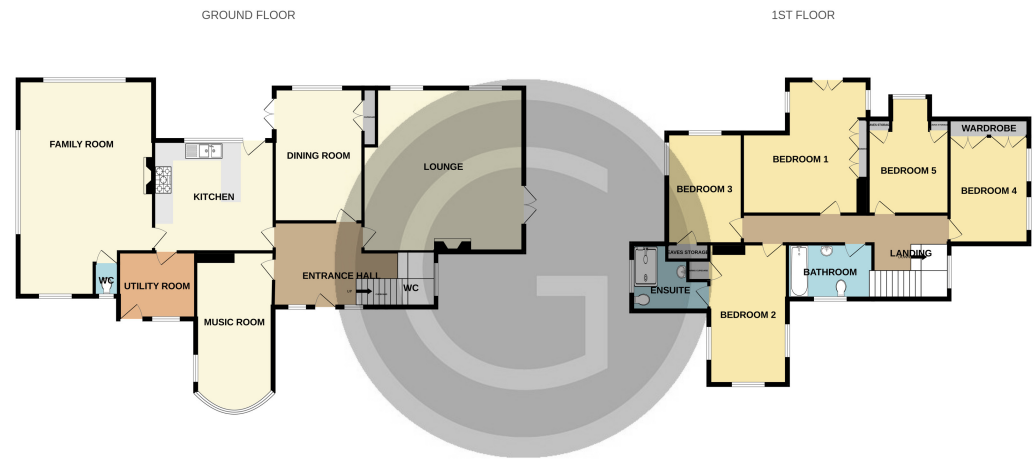 GROUND FLOOR
1ST FLOOR
FAMILY ROOM
DINING ROOM
LOUNGE
KITCHEN
WC
UTILITY ROOM
MUSIC ROOM
ENTRANCE HALL
UP
WC
G
WARDROBE
BEDROOM 1
BEDROOM 5
BEDROOM 4
BEDROOM 3
EAVES STORAGE
LANDING
BATHROOM
ENSUITE
BEDROOM 2